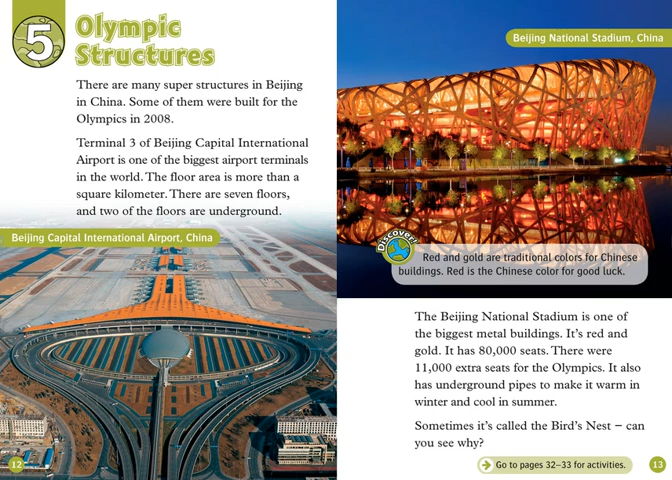 5
Olympic
Structures
There are many super structures in Beijing
in China. Some of them were built for the
Olympics in 2008.
Terminal 3 of Beijing Capital International
Airport is one of the biggest airport terminals
in the world. The floor area is more than a
square kilometer. There are seven floors,
and two of the floors are underground.
Beijing Capital International Airport, China
12
Beijing National Stadium, China
Discover!
Red and gold are traditional colors for Chinese
buildings. Red is the Chinese color for good luck.
The Beijing National Stadium is one of
the biggest metal buildings. It’s red and
gold. It has 80,000 seats. There were
11,000 extra seats for the Olympics. It also
has underground pipes to make it warm in
winter and cool in summer.
Sometimes it’s called the Bird’s Nest – can
you see why?
Go to pages 32–33 for activities.
13